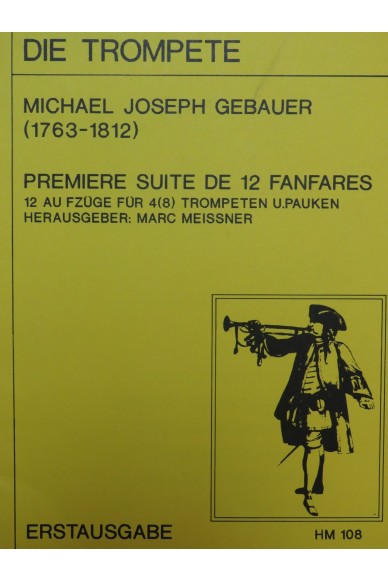 DIE TROMPETE
MICHAEL JOSEPH GEBAUER
(1763-1812)
PREMIERE SUITE DE 12 FANFARES
12 AU FZÜGE FÜR 4(8) TROMPETEN U.PAUKEN
HERAUSGEBER: MARC MEISSNER
ERSTAUSGABE
HM 108